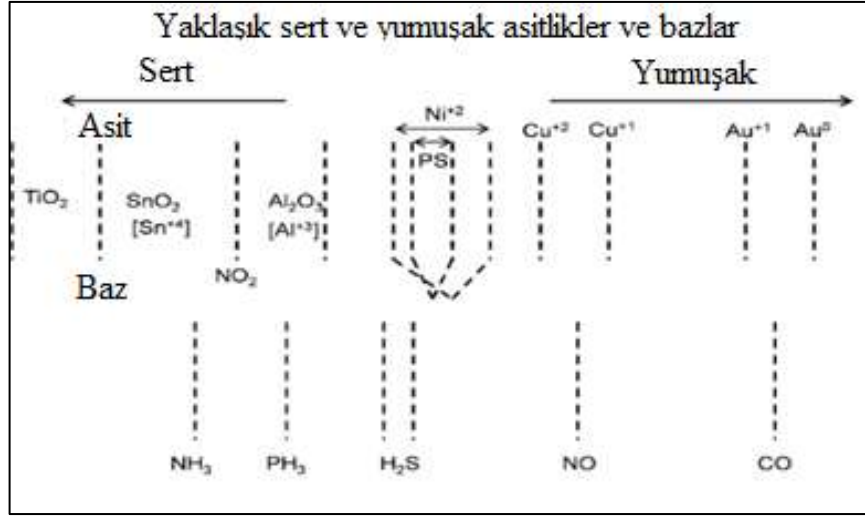 Yaklaşık sert ve yumuşak asitlikler ve bazlar
Sert Yumuşak
Asit Ni⁺² Cu⁺² Cu⁺¹ Au⁺¹ Au⁰
PS
TiO₂ SnO₂ Al₂O₃
[Sn⁺⁴] [Al⁺³]
NO₂
Baz
NH₃ PH₃ H₂S NO CO